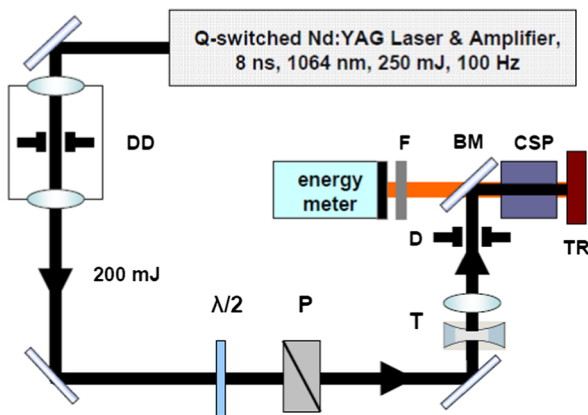 Q-switched Nd:YAG Laser & Amplifier,
8 ns, 1064 nm, 250 mJ, 100 Hz
DD
F
BM
CSP
energy
meter
D
TR
200 mJ
λ/2
P
T